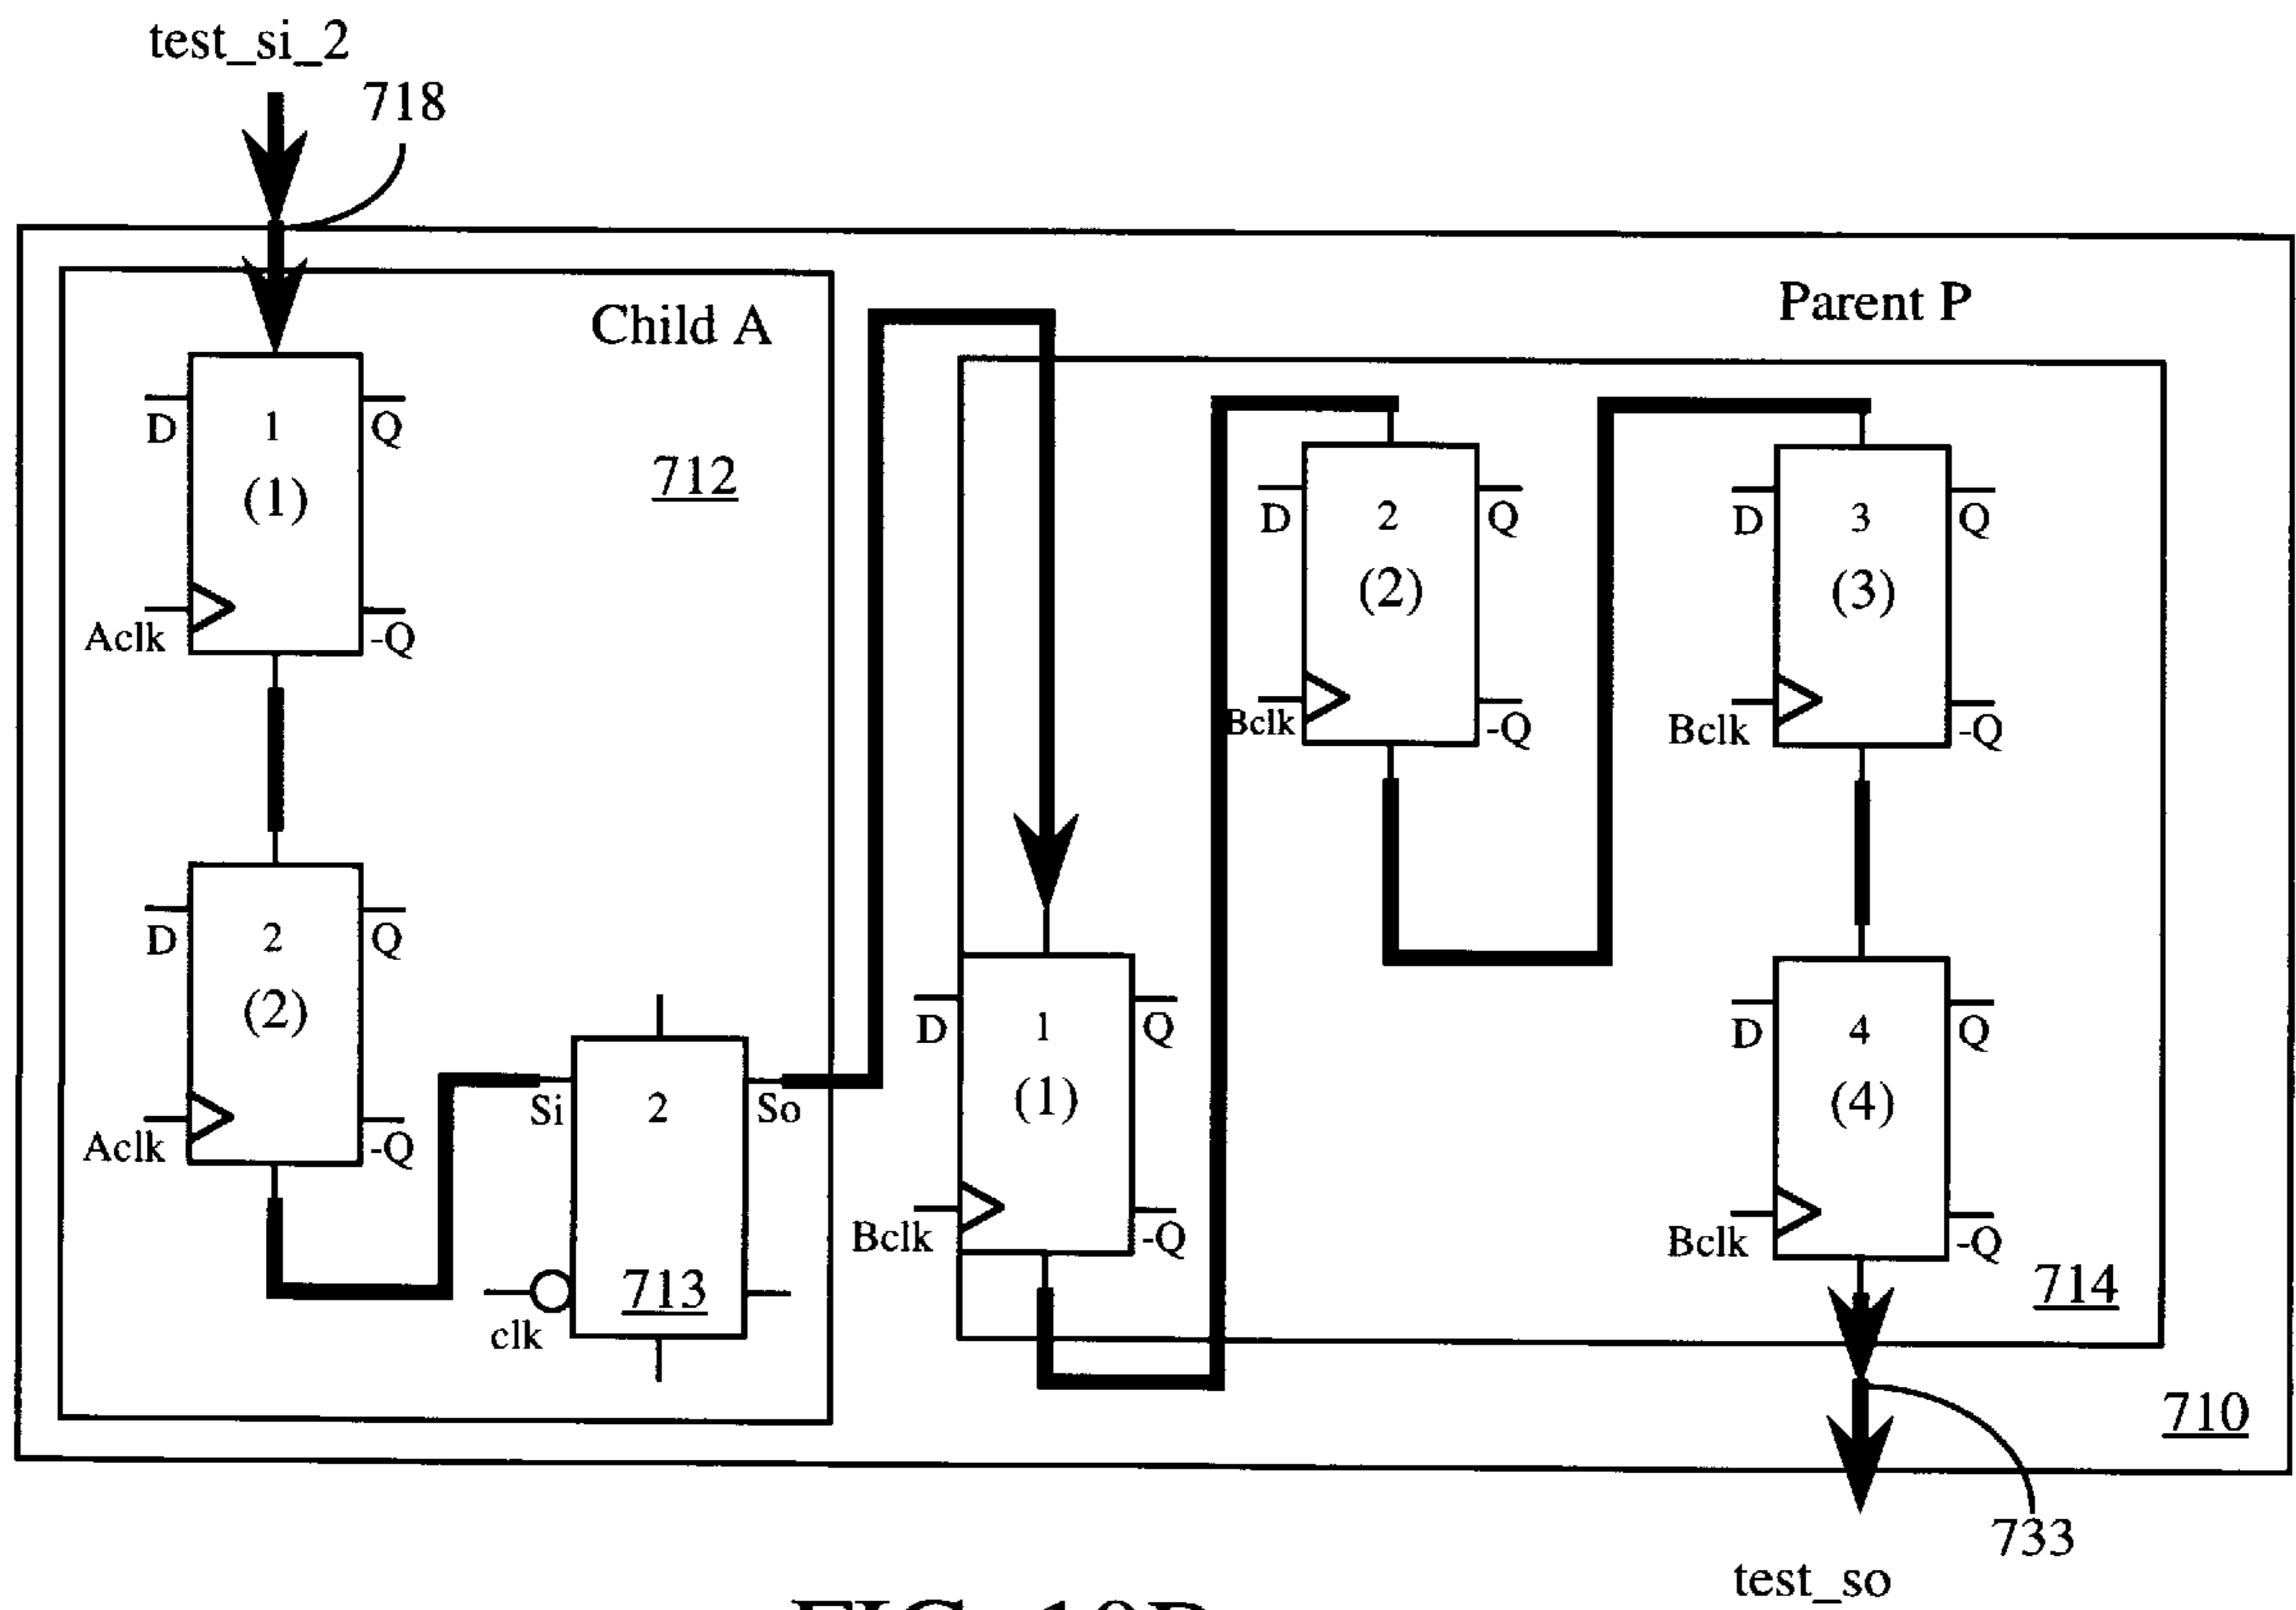 test_si_2
718
Child A
Parent P
712
D
1
(1)
Q
Aclk
-Q
D
2
(2)
Q
Aclk
-Q
Si
2
So
clk
713
D
1
(1)
Q
Bclk
-Q
D
2
(2)
Q
Bclk
-Q
D
3
(3)
Q
Bclk
-Q
D
4
(4)
Q
Bclk
-Q
714
710
733
test_so